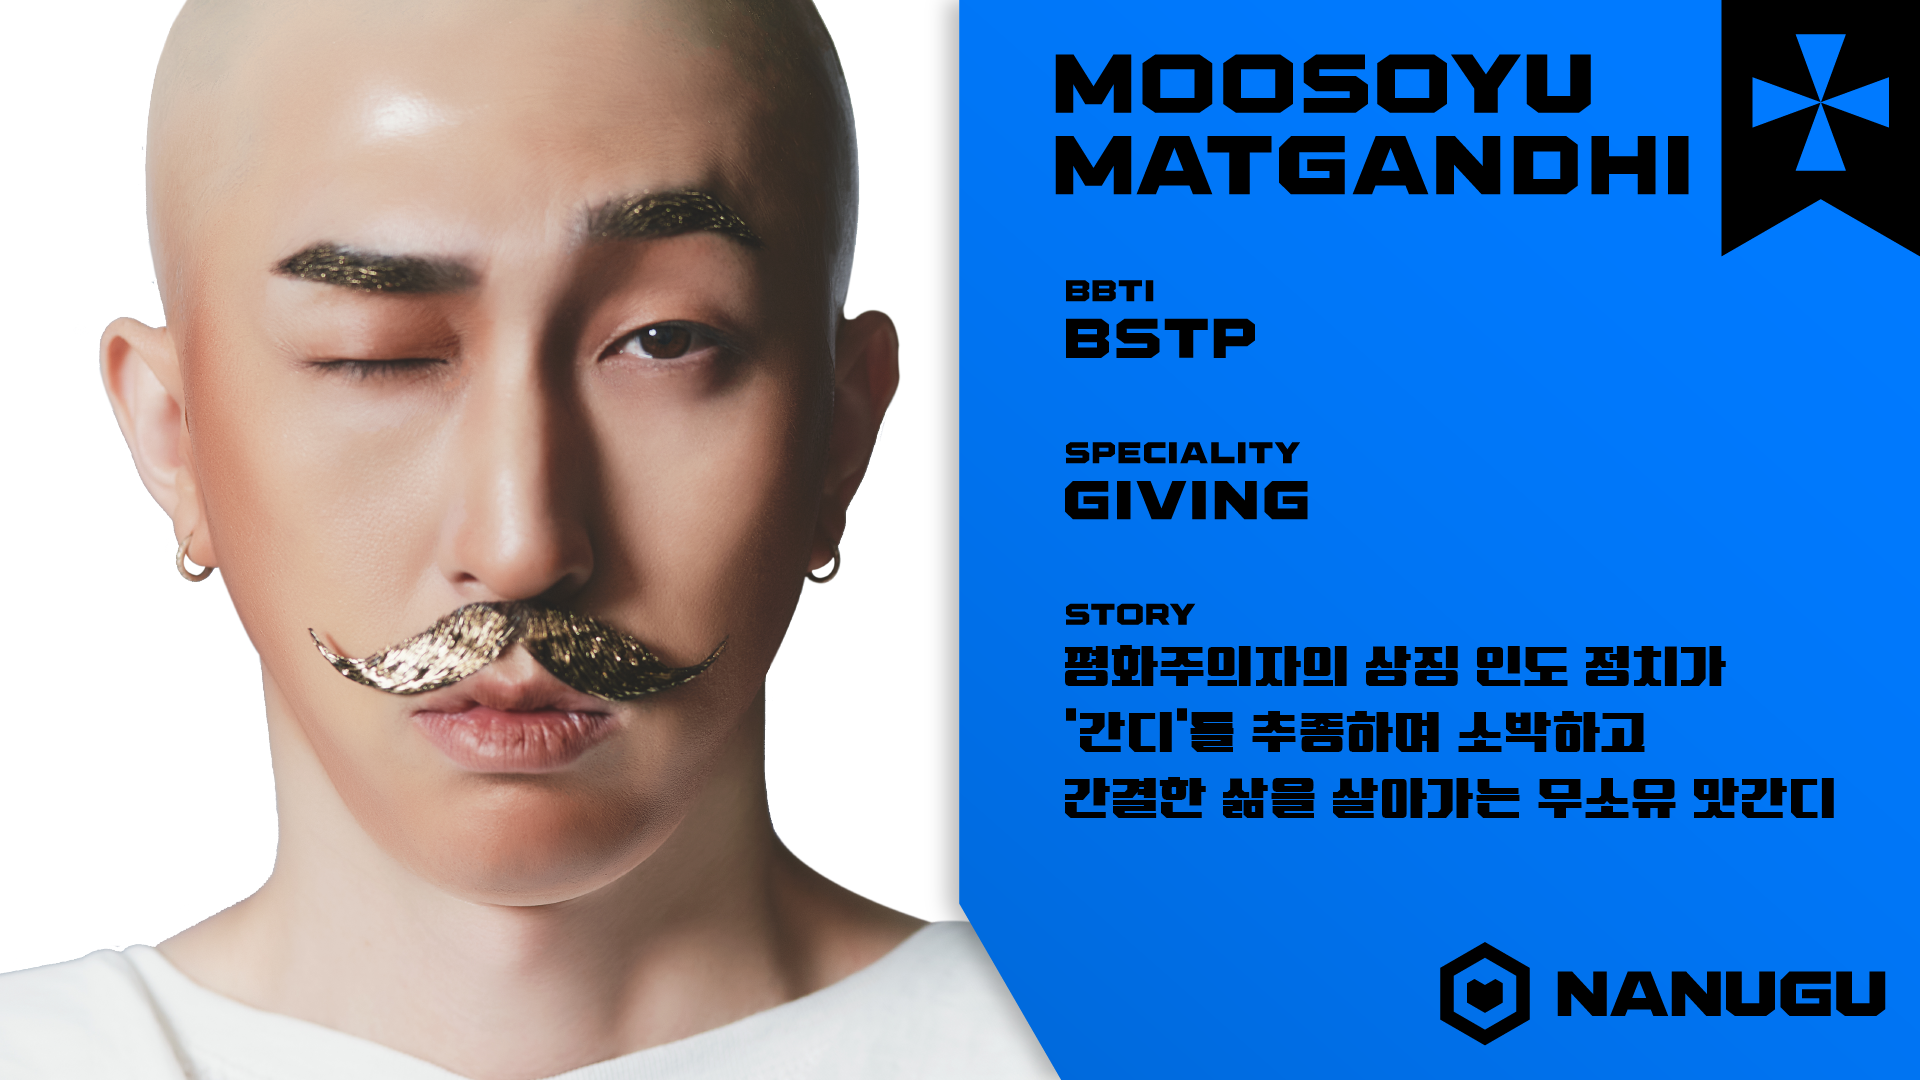 MOOSOYU
MATGANDHI
BBTI
BSTP
SPECIALITY
GIVING
STORY
평화주의자의 상징 인도 정치가
'간디'를 추종하며 소박하고
간결한 삶을 살아가는 무소유 맛간디
NANUGU